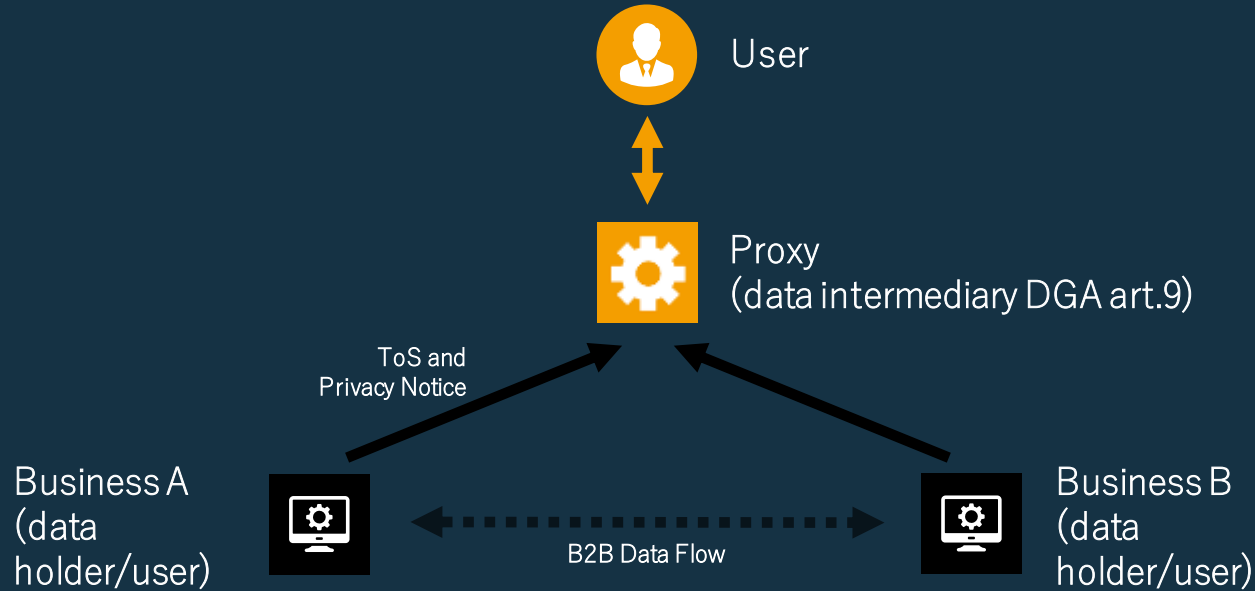 User
Proxy
(data intermediary DGA art.9)
ToS and
Privacy Notice
Business A
(data
holder/user)
B2B Data Flow
Business B
(data
holder/user)